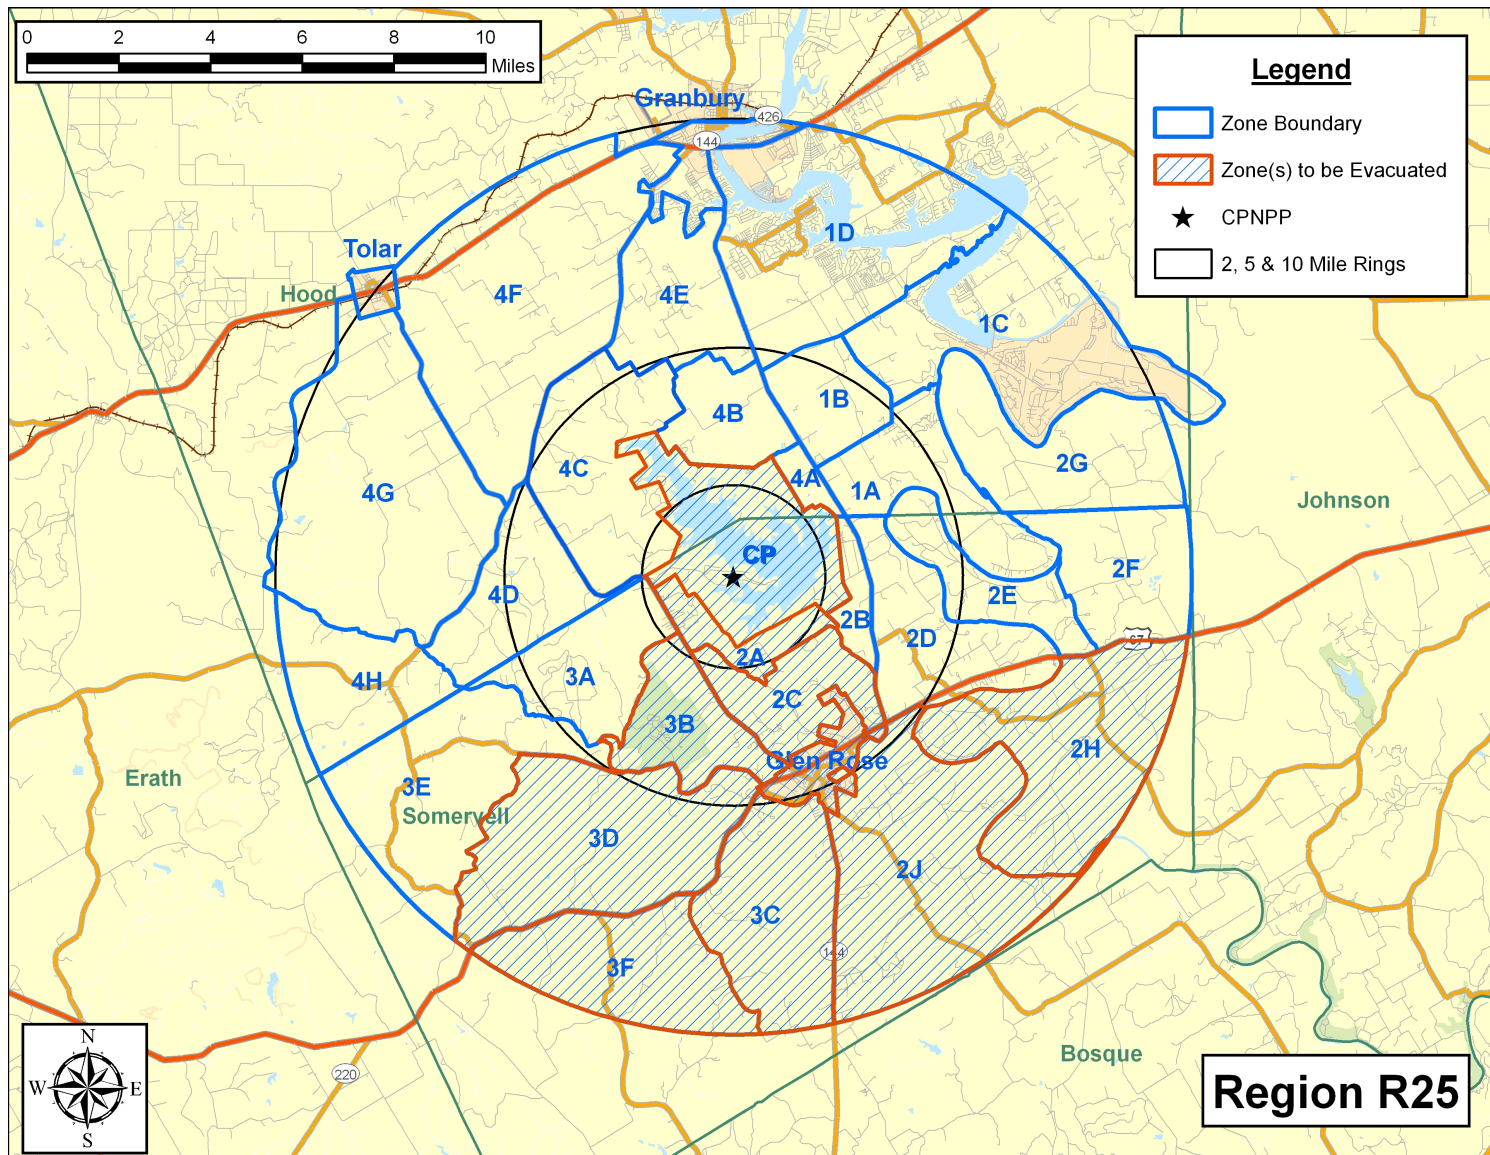 0 2 4 6 8 10
Miles
Legend
Zone Boundary
Zone(s) to be Evacuated
CPNPP
2, 5 & 10 Mile Rings
Granbury
426
144
1D
Tolar
Hood
4F
4E
1C
4B
1B
4C
4A
1A
2G
4G
Johnson
CP
4D
2F
2E
2B
2D
67
2A
3A
4H
2C
3B
2H
Glen Rose
Erath
3E
Somervell
3D
2J
3C
144
3F
Bosque
220
N
W E
S
Region R25